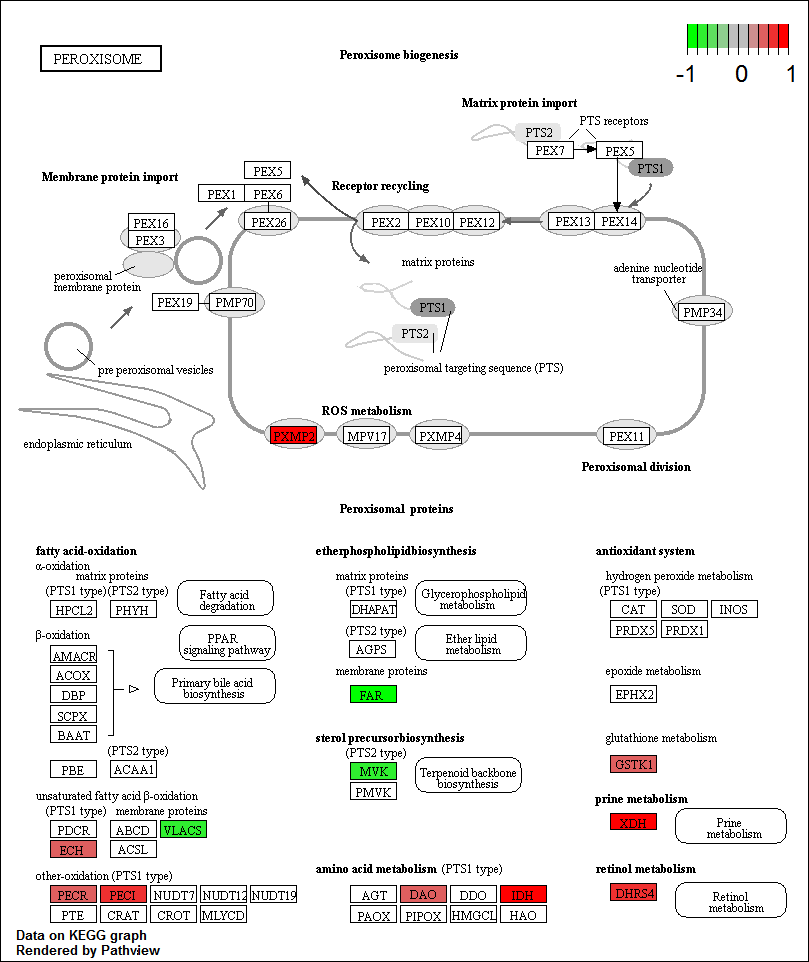 PEROXISOME
Peroxisome biogenesis
-1 0 1
Matrix protein import
PTS2
PTS receptors
PEX7
PEX5
PTS1
Membrane protein import
PEX5
PEX1 PEX6
Receptor recycling
PEX16
PEX3
PEX26
PEX2 PEX10 PEX12
PEX13 PEX14
matrix proteins
peroxisomal
membrane protein
adenine nucleotide
transporter
PEX19 PMP70
PTS1
PMP34
PTS2
pre peroxisomal vesicles
peroxisomal targeting sequence (PTS)
ROS metabolism
endoplasmic reticulum
PXMP2 MPV17 PXMP4 PEX11
Peroxisomal division
Peroxisomal proteins
fatty acid-oxidation
α-oxidation
matrix proteins
(PTS1 type) (PTS2 type)
HPCL2 PHYH
Fatty acid
degradation
β-oxidation
PPAR
signaling pathway
AMACR
ACOX
DBP
SCPX
BAAT
Primary bile acid
biosynthesis
(PTS2 type)
PBE ACAA1
unsaturated fatty acid β-oxidation
(PTS1 type) membrane proteins
PDCR ABCD VLACS
ECH ACSL
other-oxidation (PTS1 type)
PECR PECI NUDT7 NUDT12 NUDT19
PTE CRAT CROT MLYCD
etherphospholipidbiosynthesis
matrix proteins
(PTS1 type)
DHAPAT
Glycerophospholipid
metabolism
(PTS2 type)
AGPS
Ether lipid
metabolism
membrane proteins
FAR
sterol precursorbiosynthesis
(PTS2 type)
MVK
PMVK
Terpenoid backbone
biosynthesis
amino acid metabolism (PTS1 type)
AGT DAO DDO IDH
PAOX PIPOX HMGCL HAO
antioxidant system
hydrogen peroxide metabolism
(PTS1 type)
CAT SOD INOS
PRDX5 PRDX1
epoxide metabolism
EPHX2
glutathione metabolism
GSTK1
prine metabolism
XDH
Prine
metabolism
retinol metabolism
DHRS4
Retinol
metabolism
Data on KEGG graph
Rendered by Pathview